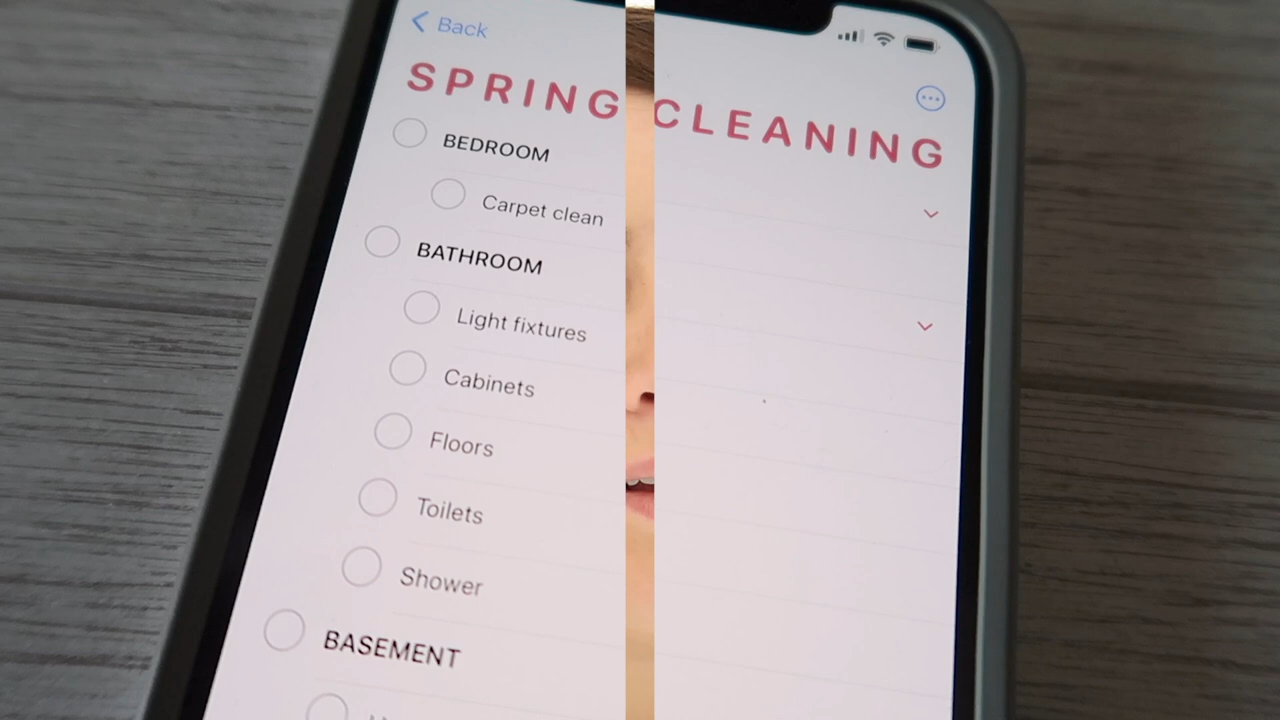 Back
SPRING CLEANING
BEDROOM
Carpet clean
BATHROOM
Light fixtures
Cabinets
Floors
Toilets
Shower
BASEMENT